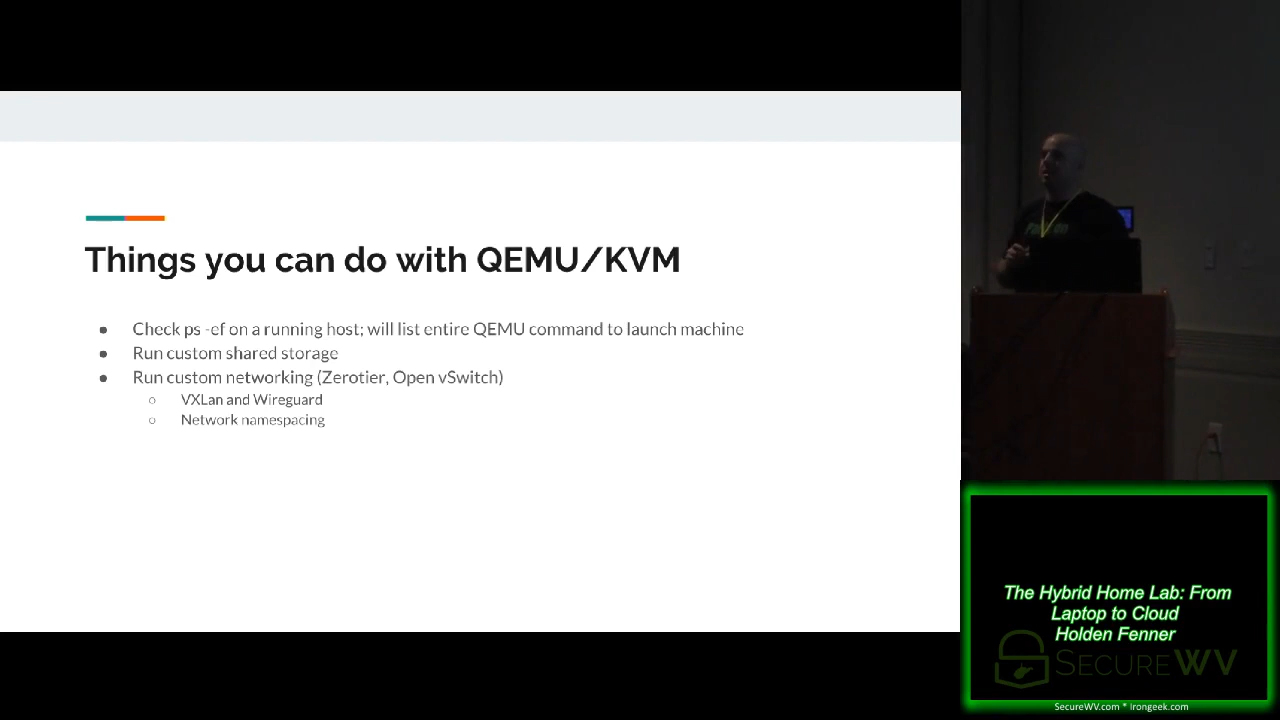 Things you can do with QEMU/KVM
● Check ps -ef on a running host; will list entire QEMU command to launch machine
● Run custom shared storage
● Run custom networking (Zerotier, Open vSwitch)
○ VXLan and Wireguard
○ Network namespacing
The Hybrid Home Lab: From
Laptop to Cloud
Holden Fenner
SECUREWV
SecureWV.com * Irongeek.com